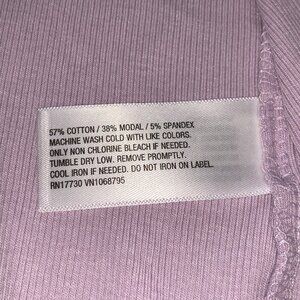 57% COTTON / 38% MODAL / 5% SPANDEX
MACHINE WASH COLD WITH LIKE COLORS.
ONLY NON CHLORINE BLEACH IF NEEDED.
TUMBLE DRY LOW. REMOVE PROMPTLY.
COOL IRON IF NEEDED. DO NOT IRON ON LABEL.
RN17730 VN1068795